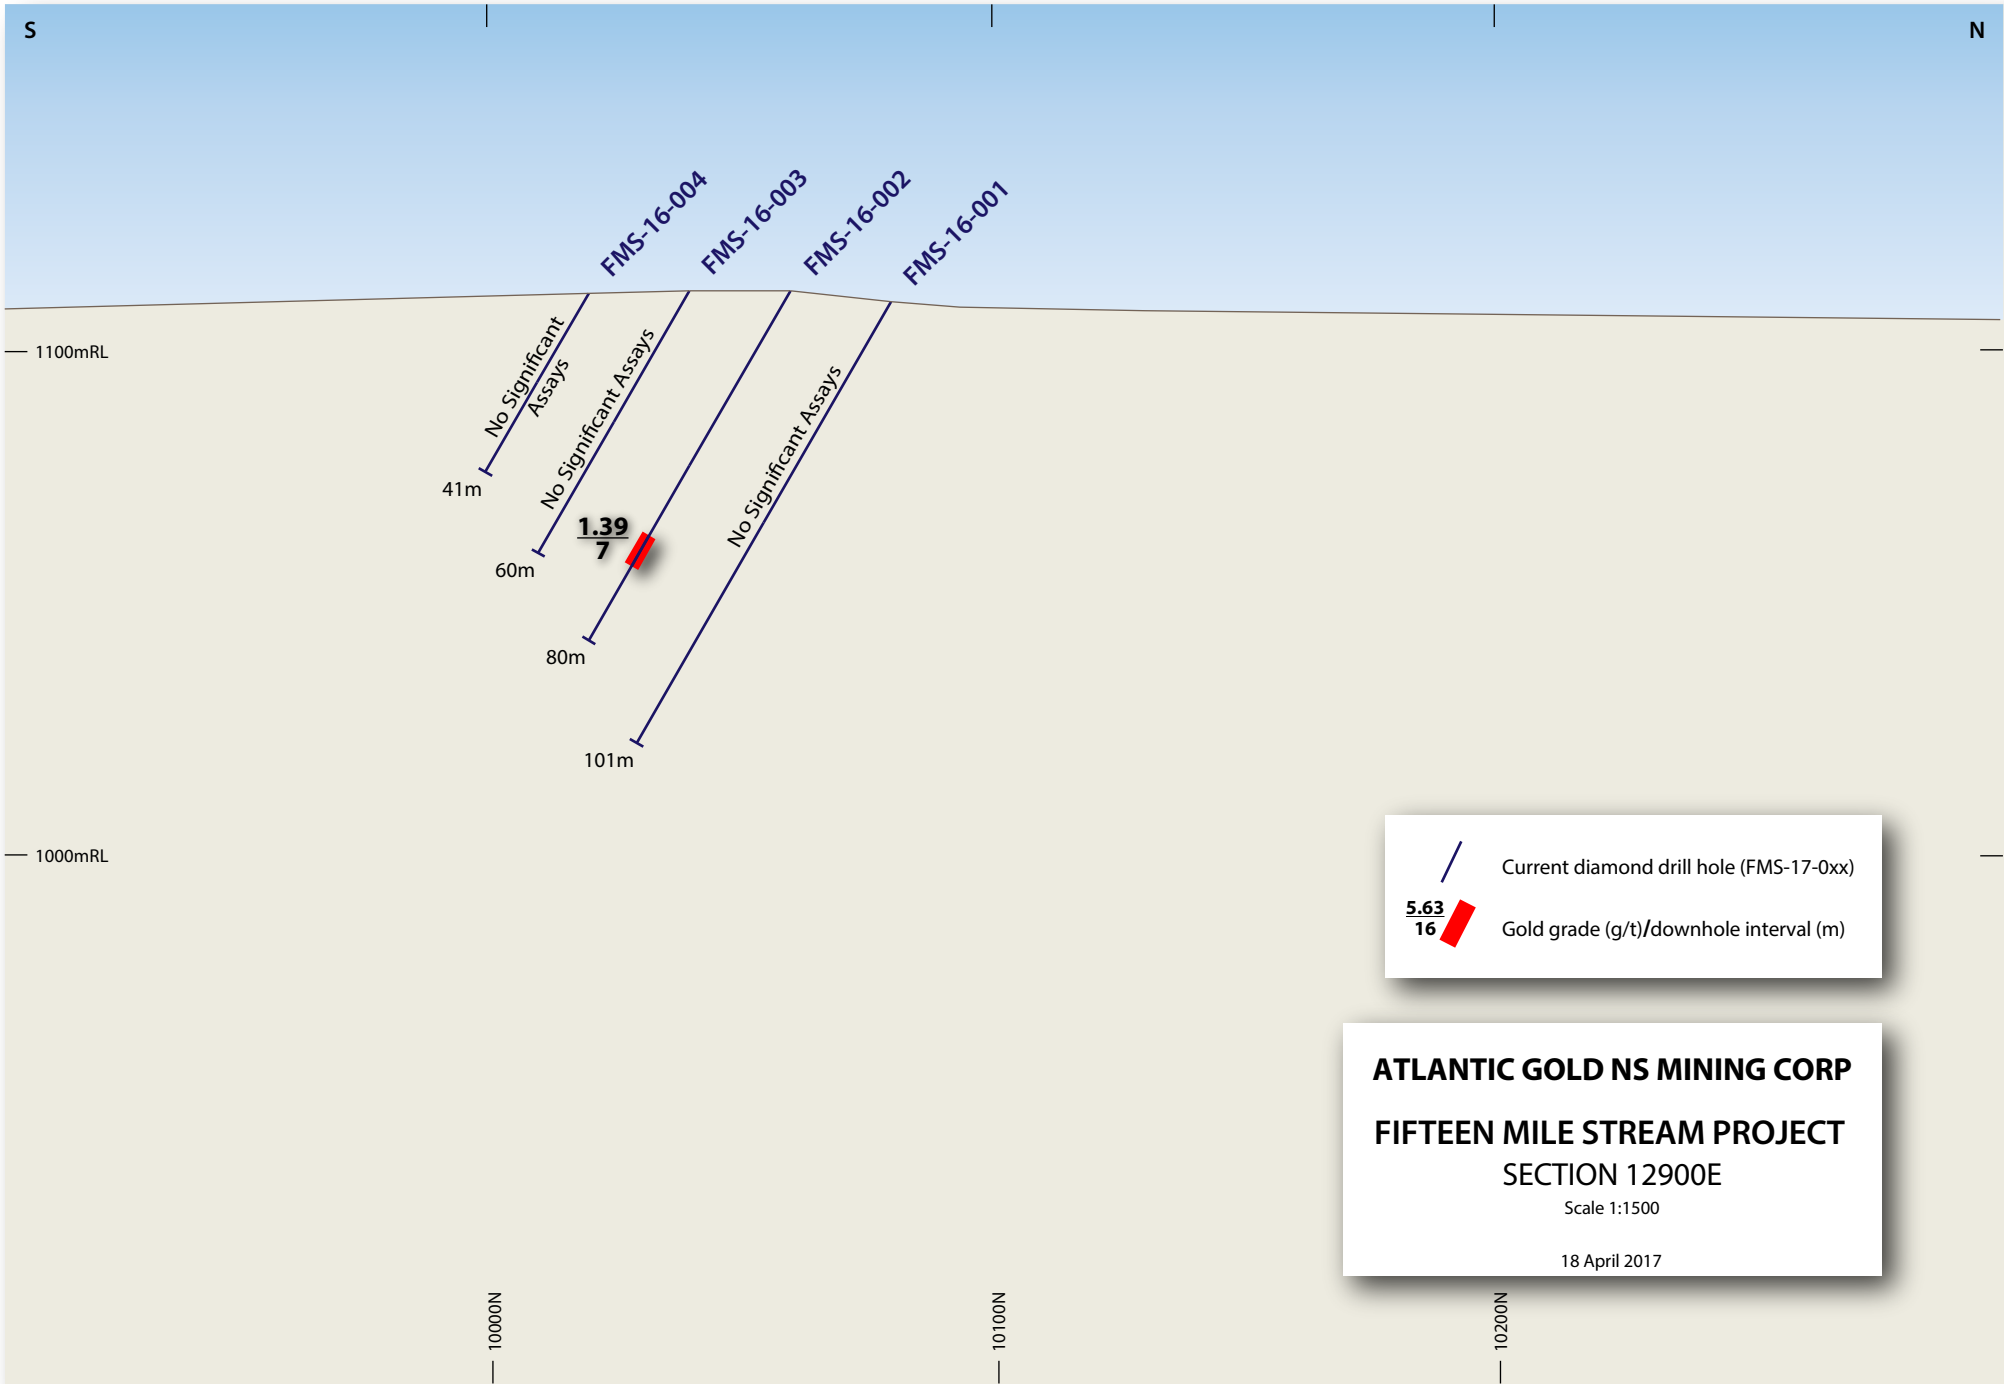 S
N
FMS-16-004
FMS-16-003
FMS-16-002
FMS-16-001
1100mRL
No Significant
Assays
No Significant Assays
No Significant Assays
41m
1.39
7
60m
80m
101m
1000mRL
Current diamond drill hole (FMS-17-0xx)
5.63
16
Gold grade (g/t)/downhole interval (m)
ATLANTIC GOLD NS MINING CORP
FIFTEEN MILE STREAM PROJECT
SECTION 12900E
Scale 1:1500
18 April 2017
10000N
10100N
10200N